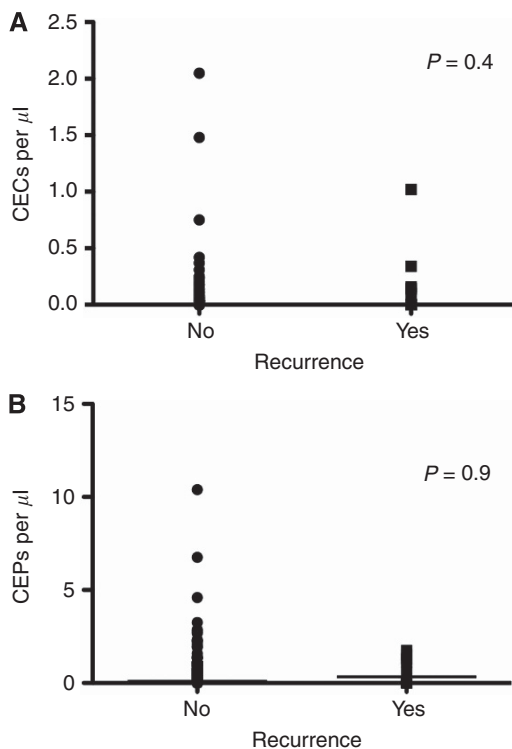 A
2.5
2.0
1.5
1.0
0.5
0.0
CECs per µl
P = 0.4
No Yes
Recurrence
B
15
10
5
0
CEPs per µl
P = 0.9
No Yes
Recurrence